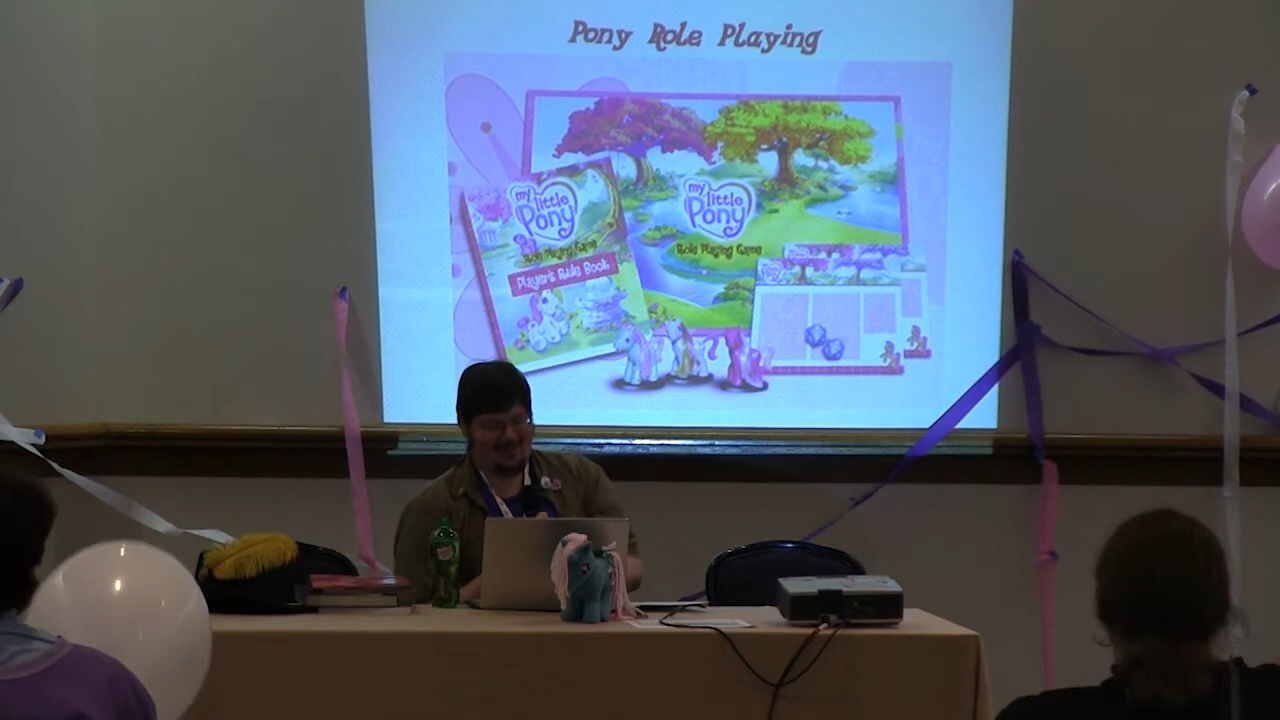 Pony Role Playing
my
little
Pony
Role Playing Game
Player's Rule Book
my
little
Pony
Role Playing Game